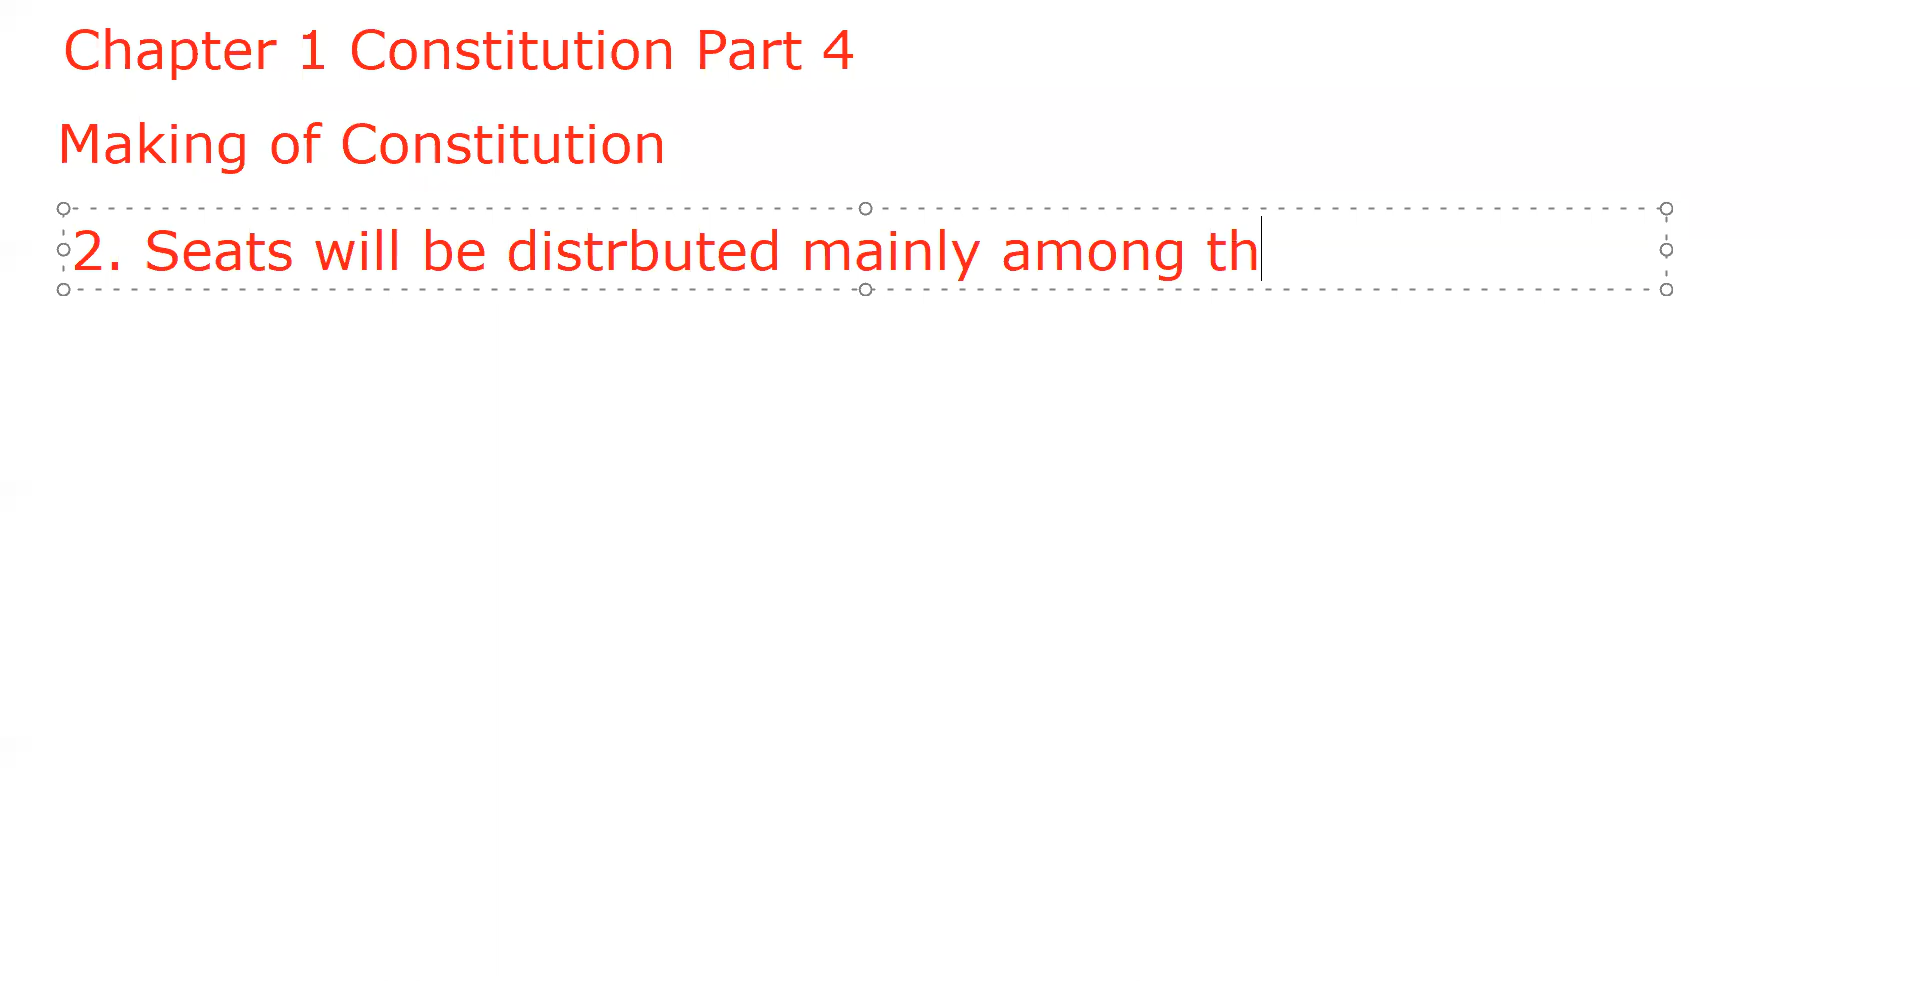 Chapter 1 Constitution Part 4
Making of Constitution
2. Seats will be distrbuted mainly among th